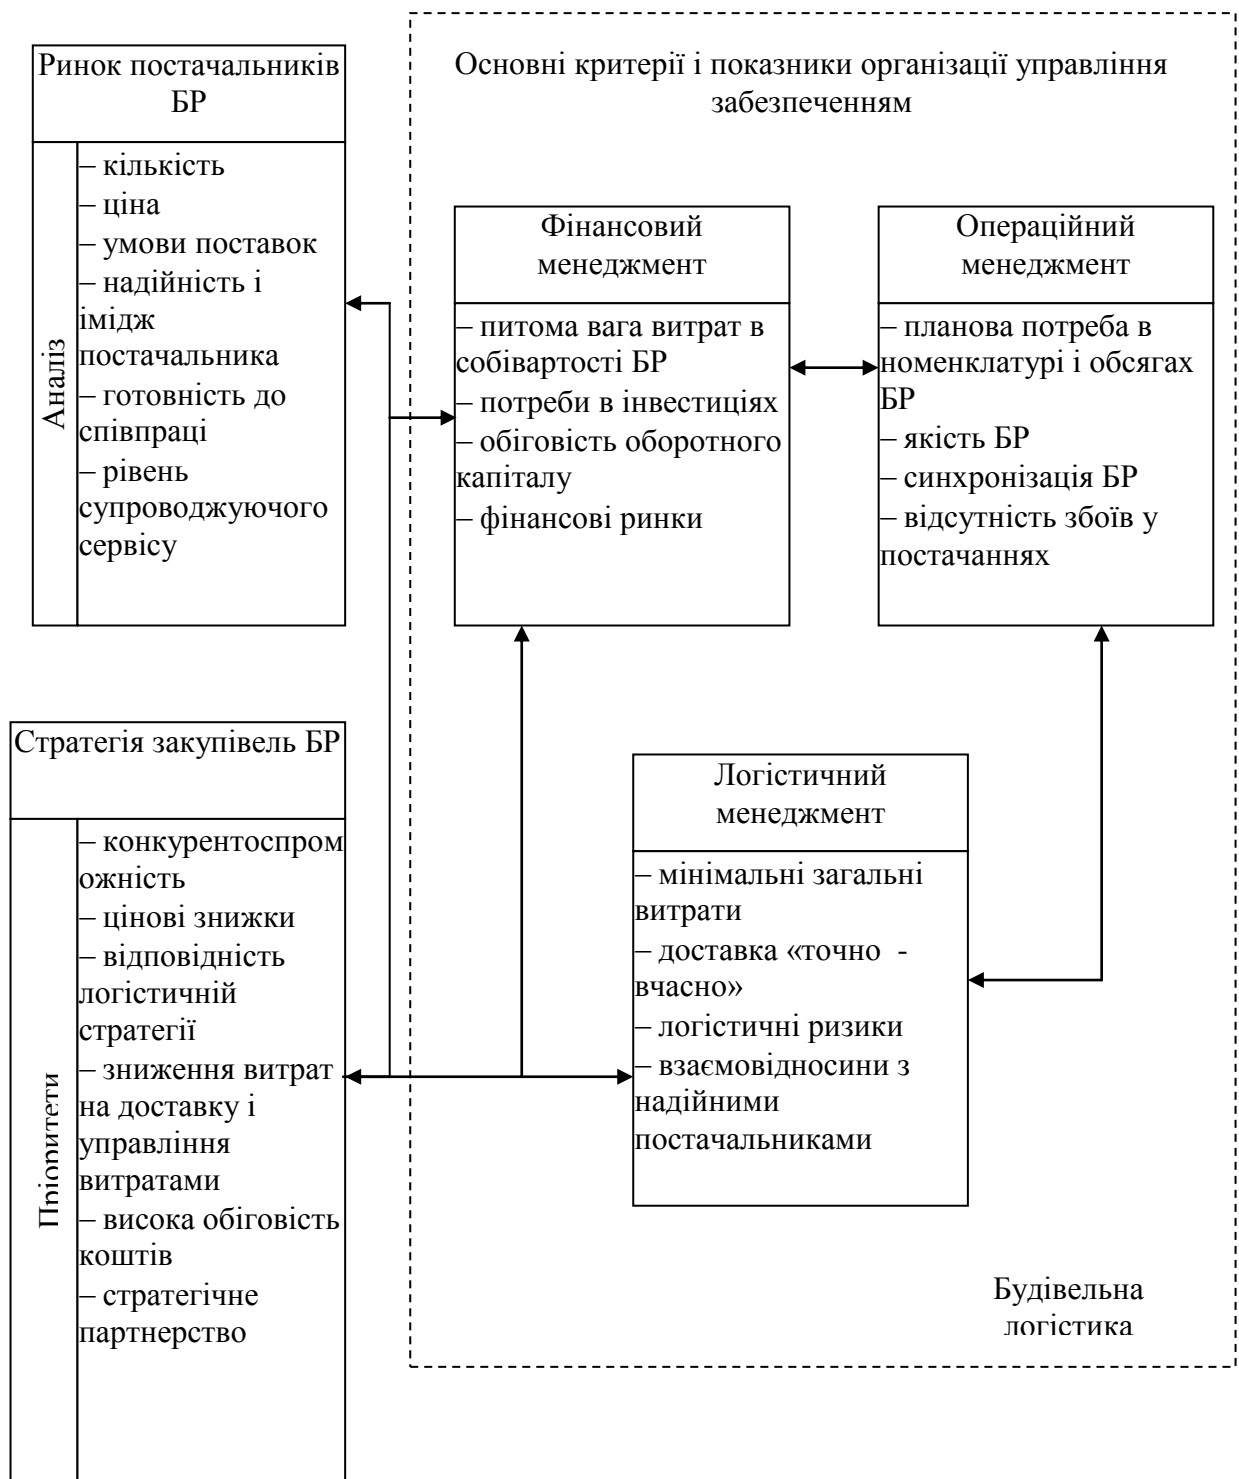 Ринок постачальників
БР
Аналіз
– кількість
– ціна
– умови поставок
– надійність і
імідж
постачальника
– готовність до
співпраці
– рівень
супроводжуючого
сервісу
Основні критерії і показники організації управління
забезпеченням
Фінансовий
менеджмент
– питома вага витрат в
собівартості БР
– потреби в інвестиціях
– обіговість оборотного
капіталу
– фінансові ринки
Операційний
менеджмент
– планова потреба в
номенклатурі і обсягах
БР
– якість БР
– синхронізація БР
– відсутність збоїв у
постачаннях
Стратегія закупівель БР
Пріоритети
– конкурентоспром
ожність
– цінові знижки
– відповідність
логістичній
стратегії
– зниження витрат
на доставку і
управління
витратами
– висока обіговість
коштів
– стратегічне
партнерство
Логістичний
менеджмент
– мінімальні загальні
витрати
– доставка «точно -
вчасно»
– логістичні ризики
– взаємовідносини з
надійними
постачальниками
Будівельна
логістика